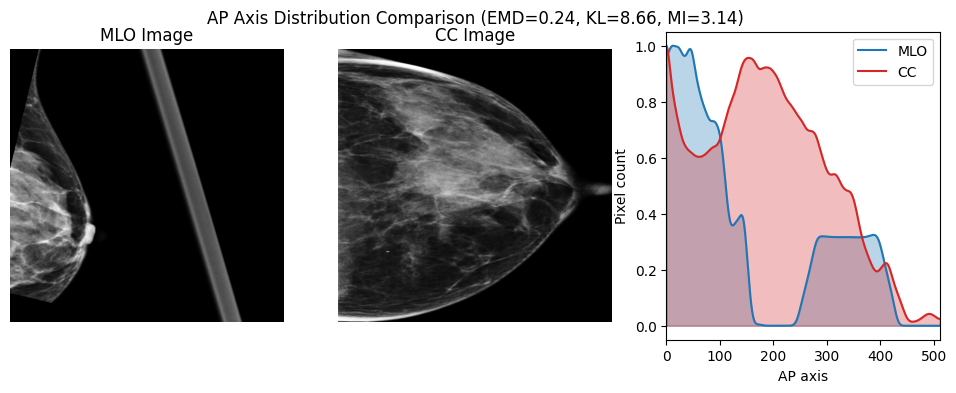 AP Axis Distribution Comparison (EMD=0.24, KL=8.66, MI=3.14)
MLO Image
CC Image
MLO
CC
Pixel count
1.0
0.8
0.6
0.4
0.2
0.0
0 100 200 300 400 500
AP axis